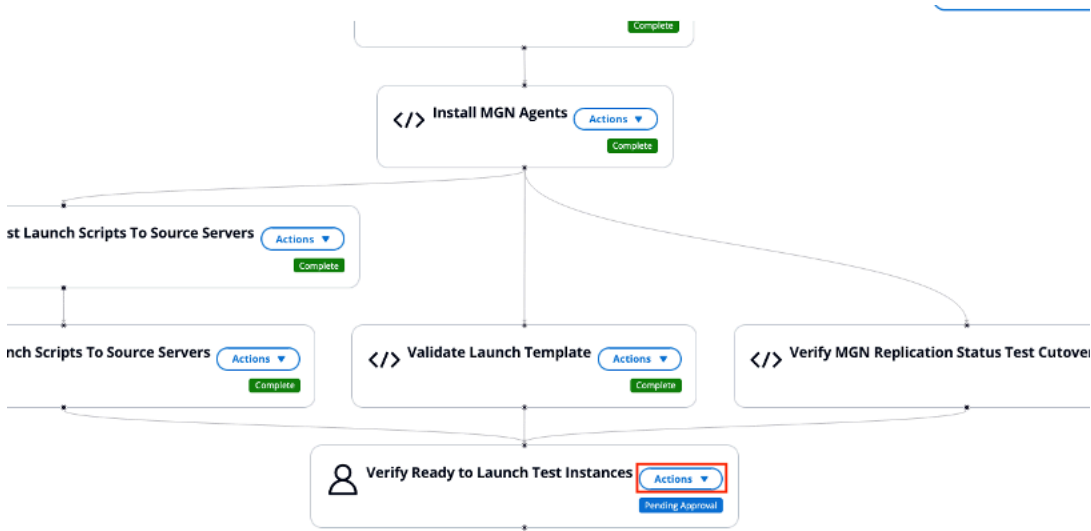 Complete
Install MGN Agents
Actions
Complete
st Launch Scripts To Source Servers
Actions
Complete
nch Scripts To Source Servers
Actions
Complete
Validate Launch Template
Actions
Complete
Verify MGN Replication Status Test Cutover
Verify Ready to Launch Test Instances
Actions
Pending Approval